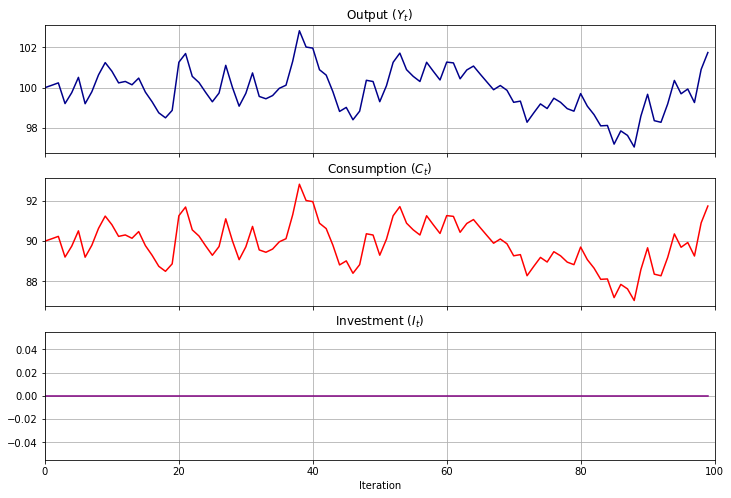 Output (Y_t)
102
100
98
Consumption (C_t)
92
90
88
Investment (I_t)
0.04
0.02
0.00
−0.02
−0.04
0 20 40 60 80 100
Iteration